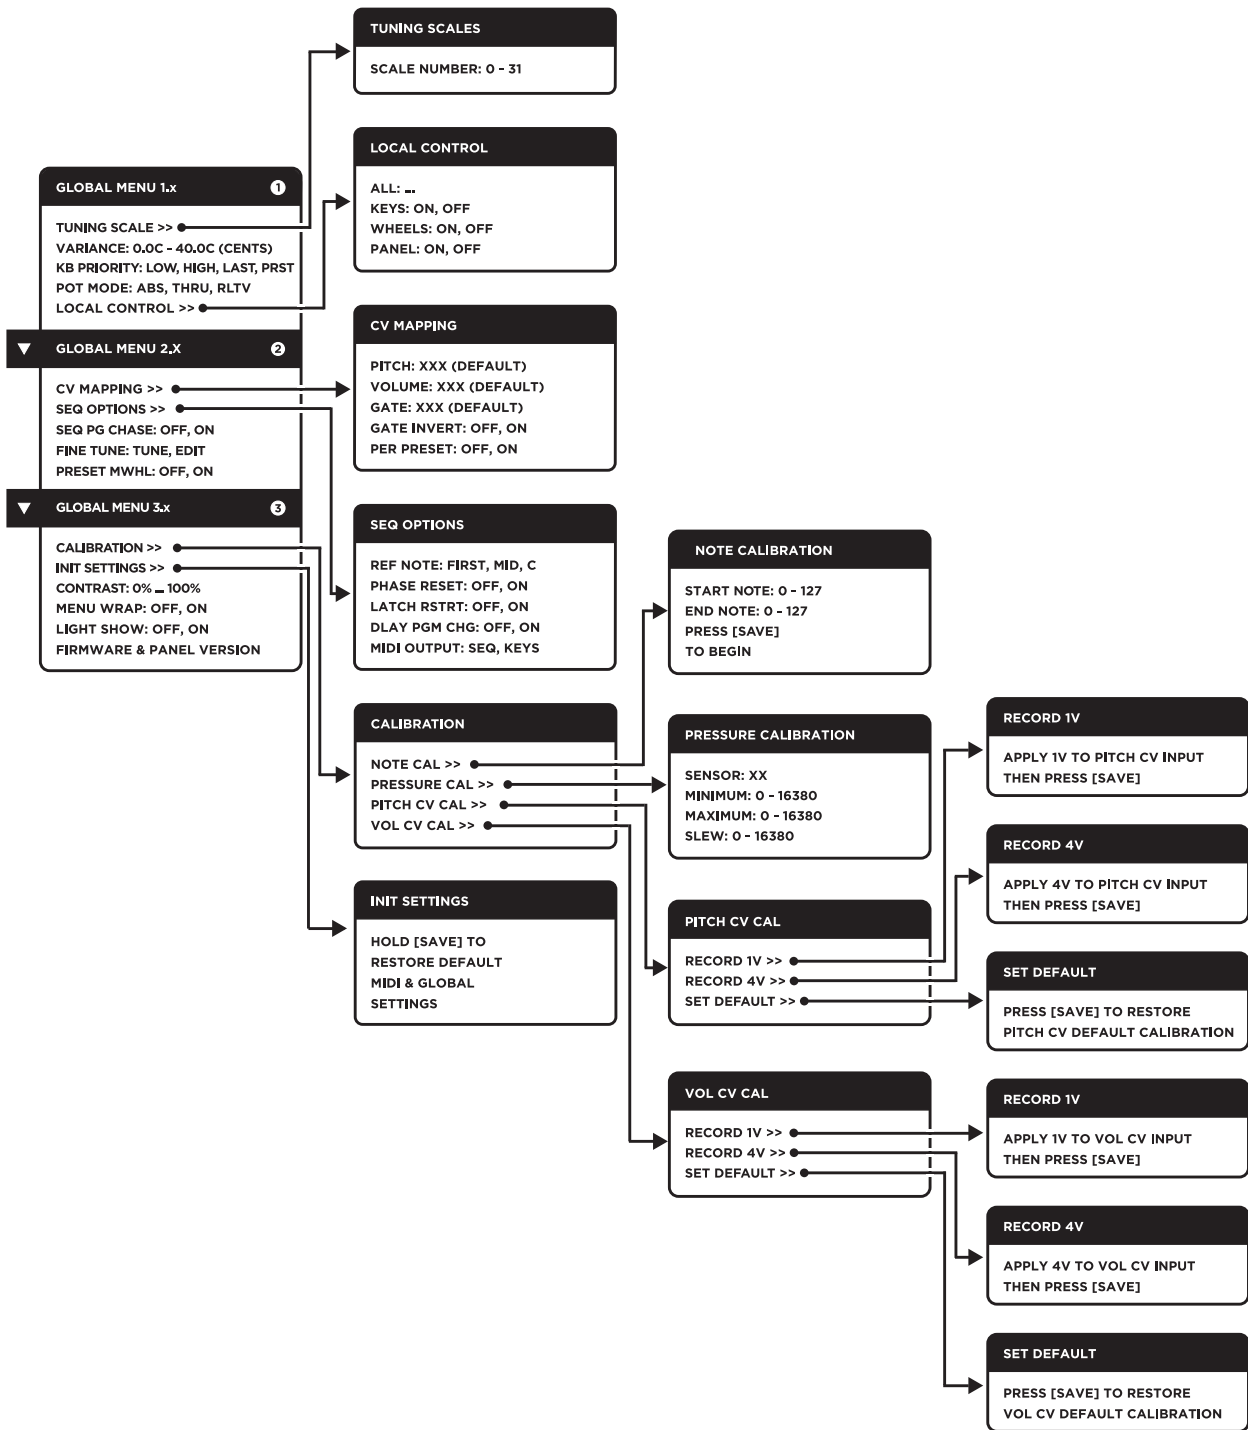 TUNING SCALES
SCALE NUMBER: 0 - 31
LOCAL CONTROL
ALL: ...
KEYS: ON, OFF
WHEELS: ON, OFF
PANEL: ON, OFF
GLOBAL MENU 1.x
1
TUNING SCALE >>
VARIANCE: 0.0C - 40.0C (CENTS)
KB PRIORITY: LOW, HIGH, LAST, PRST
POT MODE: ABS, THRU, RLTV
LOCAL CONTROL >>
▼ GLOBAL MENU 2.X
2
CV MAPPING >>
SEQ OPTIONS >>
SEQ PG CHASE: OFF, ON
FINE TUNE: TUNE, EDIT
PRESET MWHL: OFF, ON
▼ GLOBAL MENU 3.x
3
CALIBRATION >>
INIT SETTINGS >>
CONTRAST: 0% ... 100%
MENU WRAP: OFF, ON
LIGHT SHOW: OFF, ON
FIRMWARE & PANEL VERSION
CV MAPPING
PITCH: XXX (DEFAULT)
VOLUME: XXX (DEFAULT)
GATE: XXX (DEFAULT)
GATE INVERT: OFF, ON
PER PRESET: OFF, ON
SEQ OPTIONS
REF NOTE: FIRST, MID, C
PHASE RESET: OFF, ON
LATCH RSTRT: OFF, ON
DLAY PGM CHG: OFF, ON
MIDI OUTPUT: SEQ, KEYS
CALIBRATION
NOTE CAL >>
PRESSURE CAL >>
PITCH CV CAL >>
VOL CV CAL >>
INIT SETTINGS
HOLD [SAVE] TO
RESTORE DEFAULT
MIDI & GLOBAL
SETTINGS
NOTE CALIBRATION
START NOTE: 0 - 127
END NOTE: 0 - 127
PRESS [SAVE]
TO BEGIN
PRESSURE CALIBRATION
SENSOR: XX
MINIMUM: 0 - 16380
MAXIMUM: 0 - 16380
SLEW: 0 - 16380
PITCH CV CAL
RECORD 1V >>
RECORD 4V >>
SET DEFAULT >>
VOL CV CAL
RECORD 1V >>
RECORD 4V >>
SET DEFAULT >>
RECORD 1V
APPLY 1V TO PITCH CV INPUT
THEN PRESS [SAVE]
RECORD 4V
APPLY 4V TO PITCH CV INPUT
THEN PRESS [SAVE]
SET DEFAULT
PRESS [SAVE] TO RESTORE
PITCH CV DEFAULT CALIBRATION
RECORD 1V
APPLY 1V TO VOL CV INPUT
THEN PRESS [SAVE]
RECORD 4V
APPLY 4V TO VOL CV INPUT
THEN PRESS [SAVE]
SET DEFAULT
PRESS [SAVE] TO RESTORE
VOL CV DEFAULT CALIBRATION